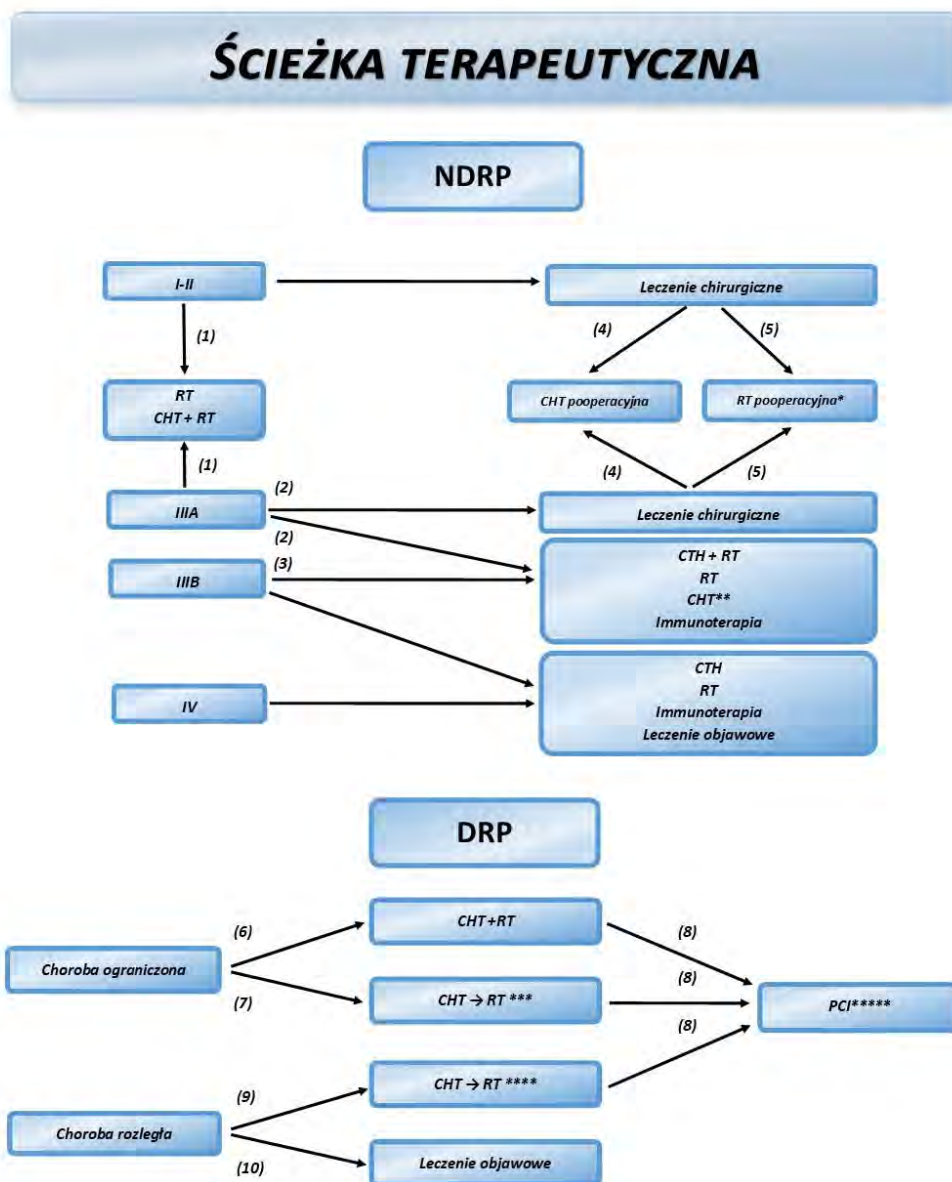 ŚCIEŻKA TERAPEUTYCZNA
NDRP
I-II
Leczenie chirurgiczne
(1)
(4)
(5)
RT
CHT + RT
CHT pooperacyjna
RT pooperacyjna*
(1)
(4)
(5)
IIIA
(2)
(2)
Leczenie chirurgiczne
IIIB
(3)
CTH + RT
RT
CHT**
Immunoterapia
IV
CTH
RT
Immunoterapia
Leczenie objawowe
DRP
Choroba ograniczona
(6)
(7)
CHT+RT
CHT → RT ***
(8)
(8)
(8)
PCI*****
Choroba rozległa
(9)
(10)
CHT → RT ****
Leczenie objawowe